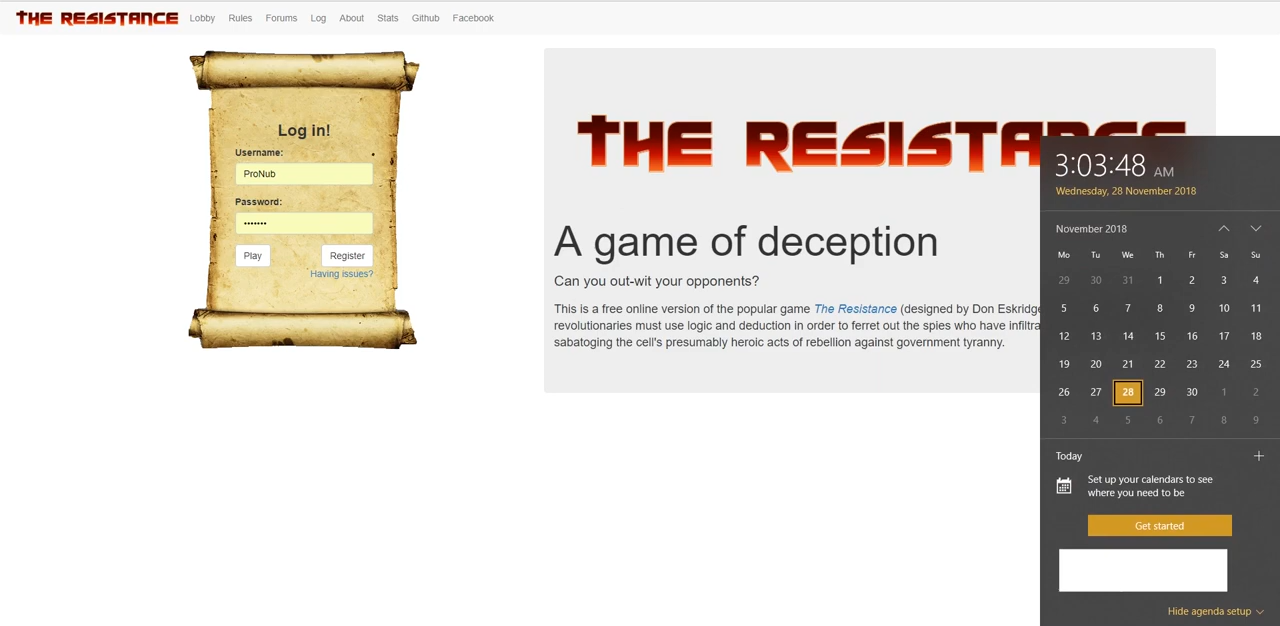 THE RESISTANCE Lobby Rules Forums Log About Stats Github Facebook
Log in!
Username:
ProNub
Password:
•••••••
Play Register
Having issues?
THE RESISTANCE
A game of deception
Can you out-wit your opponents?
This is a free online version of the popular game The Resistance (designed by Don Eskridge
revolutionaries must use logic and deduction in order to ferret out the spies who have infiltra
sabatoging the cell's presumably heroic acts of rebellion against government tyranny.
3:03:48 AM
Wednesday, 28 November 2018
November 2018
Mo Tu We Th Fr Sa Su
29 30 31 1 2 3 4
5 6 7 8 9 10 11
12 13 14 15 16 17 18
19 20 21 22 23 24 25
26 27 28 29 30 1 2
3 4 5 6 7 8 9
Today
Set up your calendars to see
where you need to be
Get started
Hide agenda setup